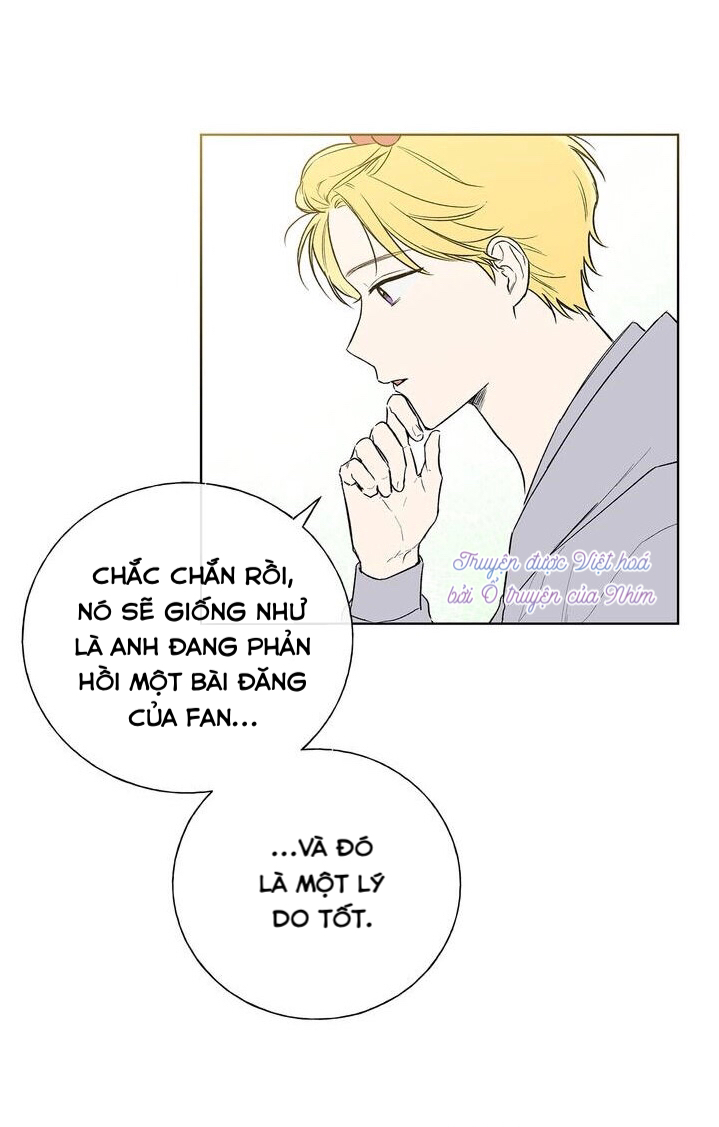 Truyện được Việt hoá
bởi Ổ truyện của Nhím
CHẮC CHẮN RỒI,
NÓ SẼ GIỐNG NHƯ
LÀ ANH ĐANG PHẢN
HỒI MỘT BÀI ĐĂNG
CỦA FAN...
...VÀ ĐÓ
LÀ MỘT LÝ
DO TỐT.